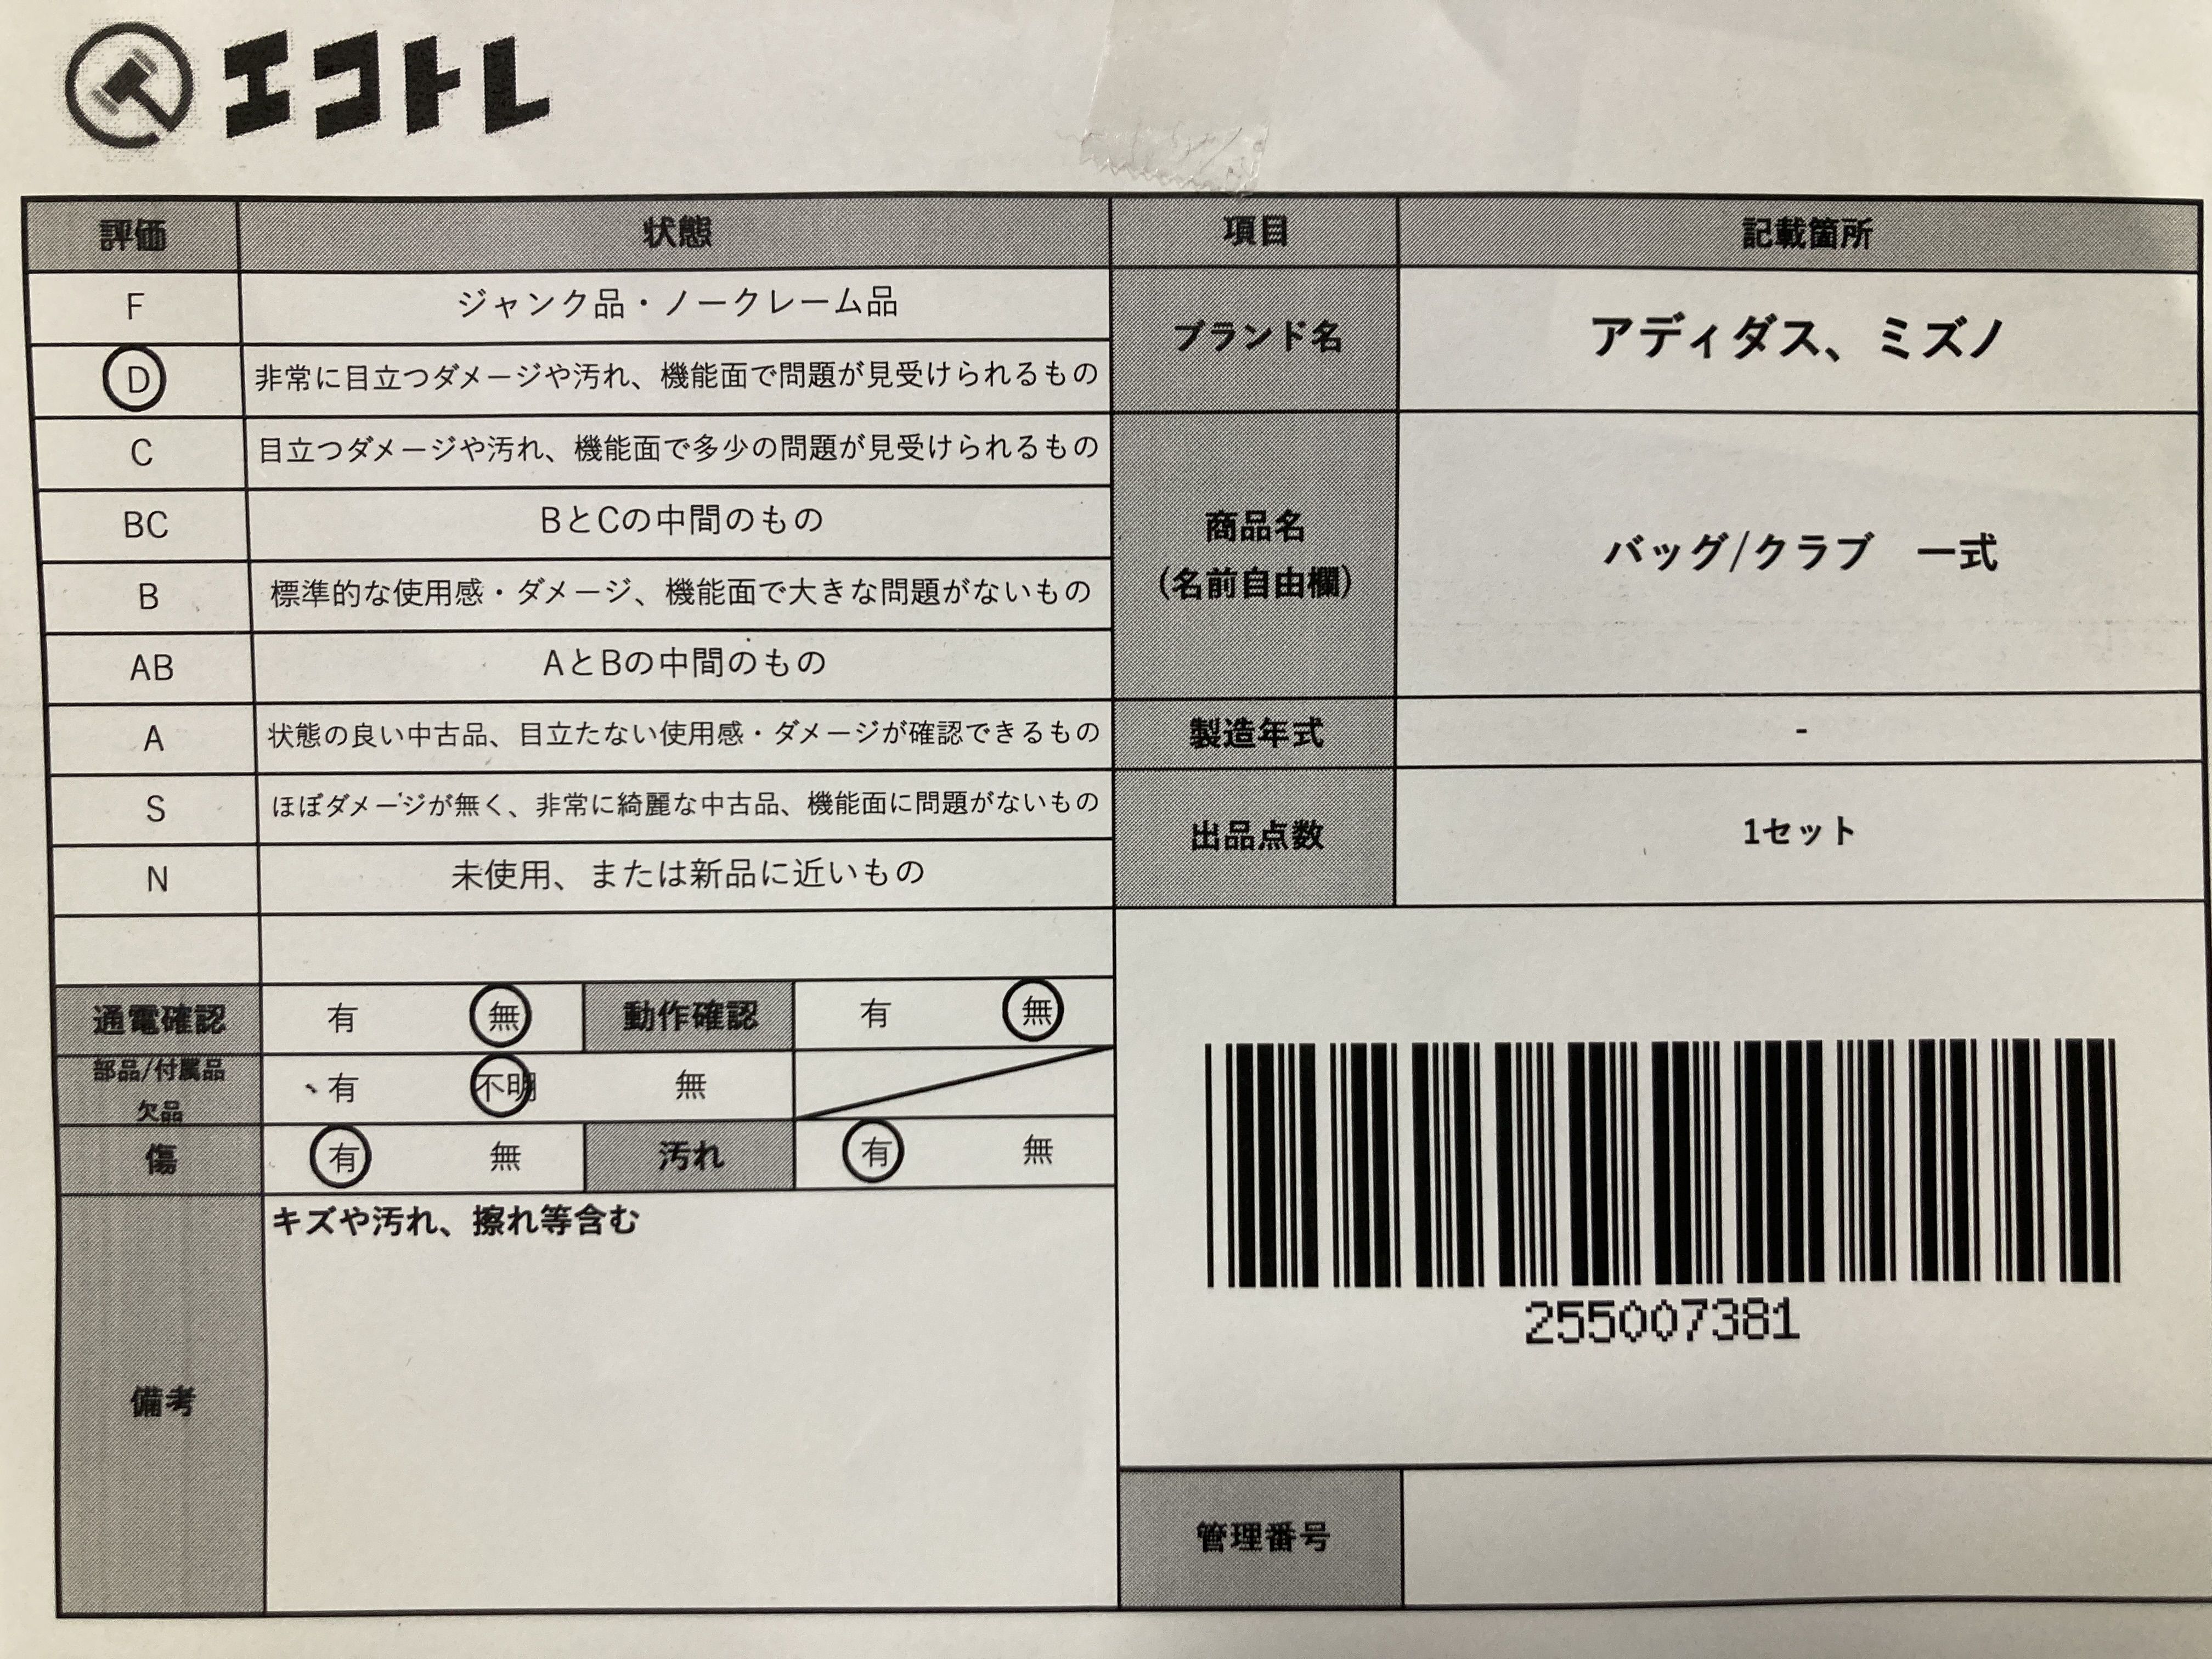 エコトレ
評価 状態 項目 記載箇所
F ジャンク品・ノークレーム品
D 非常に目立つダメージや汚れ、機能面で問題が見受けられるもの
ブランド名 アディダス、ミズノ
C 目立つダメージや汚れ、機能面で多少の問題が見受けられるもの
BC BとCの中間のもの
B 標準的な使用感・ダメージ、機能面で大きな問題がないもの
AB AとBの中間のもの
商品名
（名前自由欄）
バッグ/クラブ　一式
A 状態の良い中古品、目立たない使用感・ダメージが確認できるもの
製造年式 -
S ほぼダメージが無く、非常に綺麗な中古品、機能面に問題がないもの
N 未使用、または新品に近いもの
出品点数 1セット
通電確認 有 無 動作確認 有 無
部品/付属品
欠品
有 不明 無
傷 有 無 汚れ 有 無
備考 キズや汚れ、擦れ等含む
255007381
管理番号